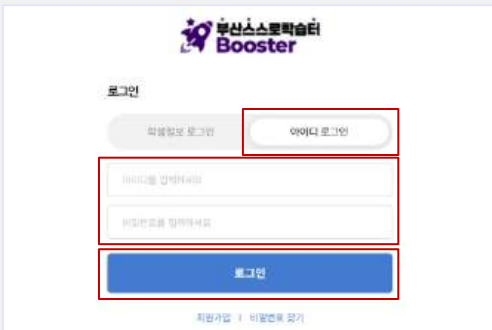 부산스스로학습터
Booster
로그인
학생정보 로그인
아이디 로그인
아이디를 입력하세요
비밀번호를 입력하세요
로그인
회원가입 | 비밀번호 찾기